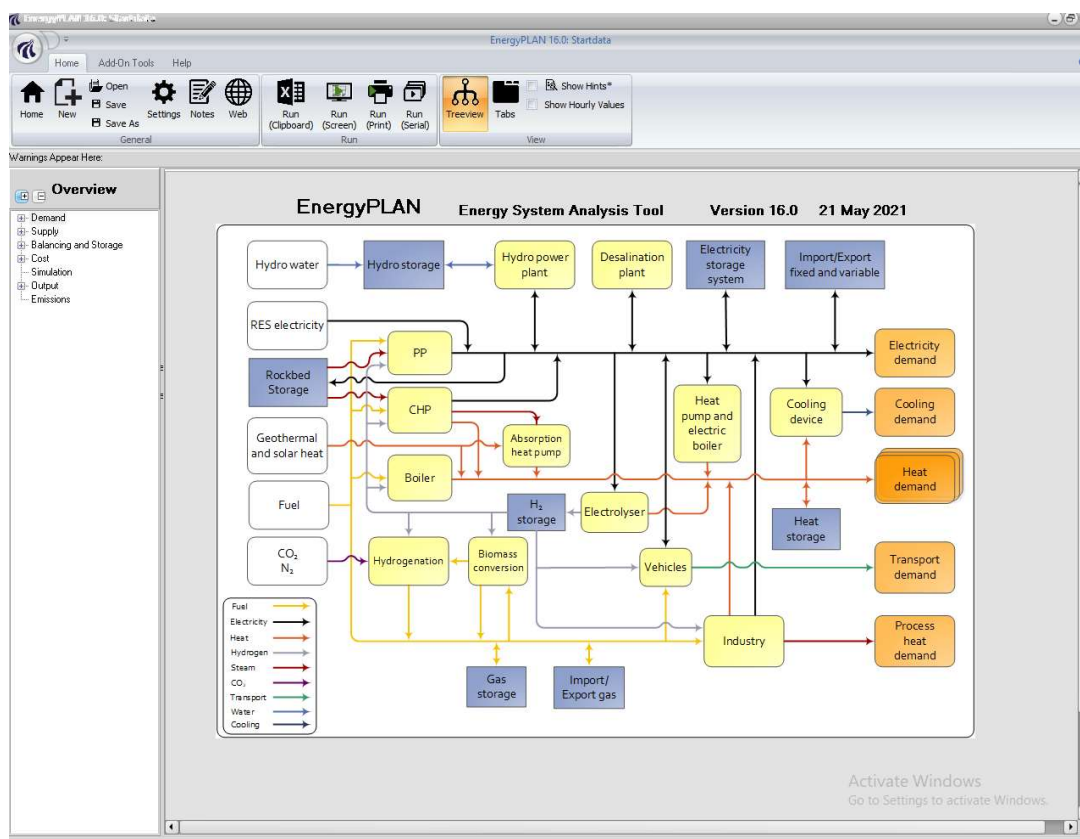 EnergyPLAN 16.0: Startdata
EnergyPLAN 16.0: Startdata
Home Add-On Tools Help
Open
Save
Save As
Home New Settings Notes Web
General
Run (Clipboard)
Run (Screen)
Run (Print)
Run (Serial)
Run
Treeview Tabs
Show Hints*
Show Hourly Values
View
Warnings Appear Here:
Overview
Demand
Supply
Balancing and Storage
Cost
Simulation
Output
Emissions
EnergyPLAN Energy System Analysis Tool Version 16.0 21 May 2021
Hydro water
Hydro storage
Hydro power
plant
Desalination
plant
Electricity
storage
system
Import/Export
fixed and variable
RES electricity
PP
Electricity
demand
Rockbed
Storage
CHP
Heat
pump and
electric
boiler
Cooling
device
Cooling
demand
Geothermal
and solar heat
Absorption
heat pump
Boiler
Heat
demand
Fuel
H₂
storage
Electrolyser
Heat
storage
CO₂
N₂
Hydrogenation
Biomass
conversion
Vehicles
Transport
demand
Industry
Process
heat
demand
Gas
storage
Import/
Export gas
Fuel
Electricity
Heat
Hydrogen
Steam
CO₂
Transport
Water
Cooling
Activate Windows
Go to Settings to activate Windows.